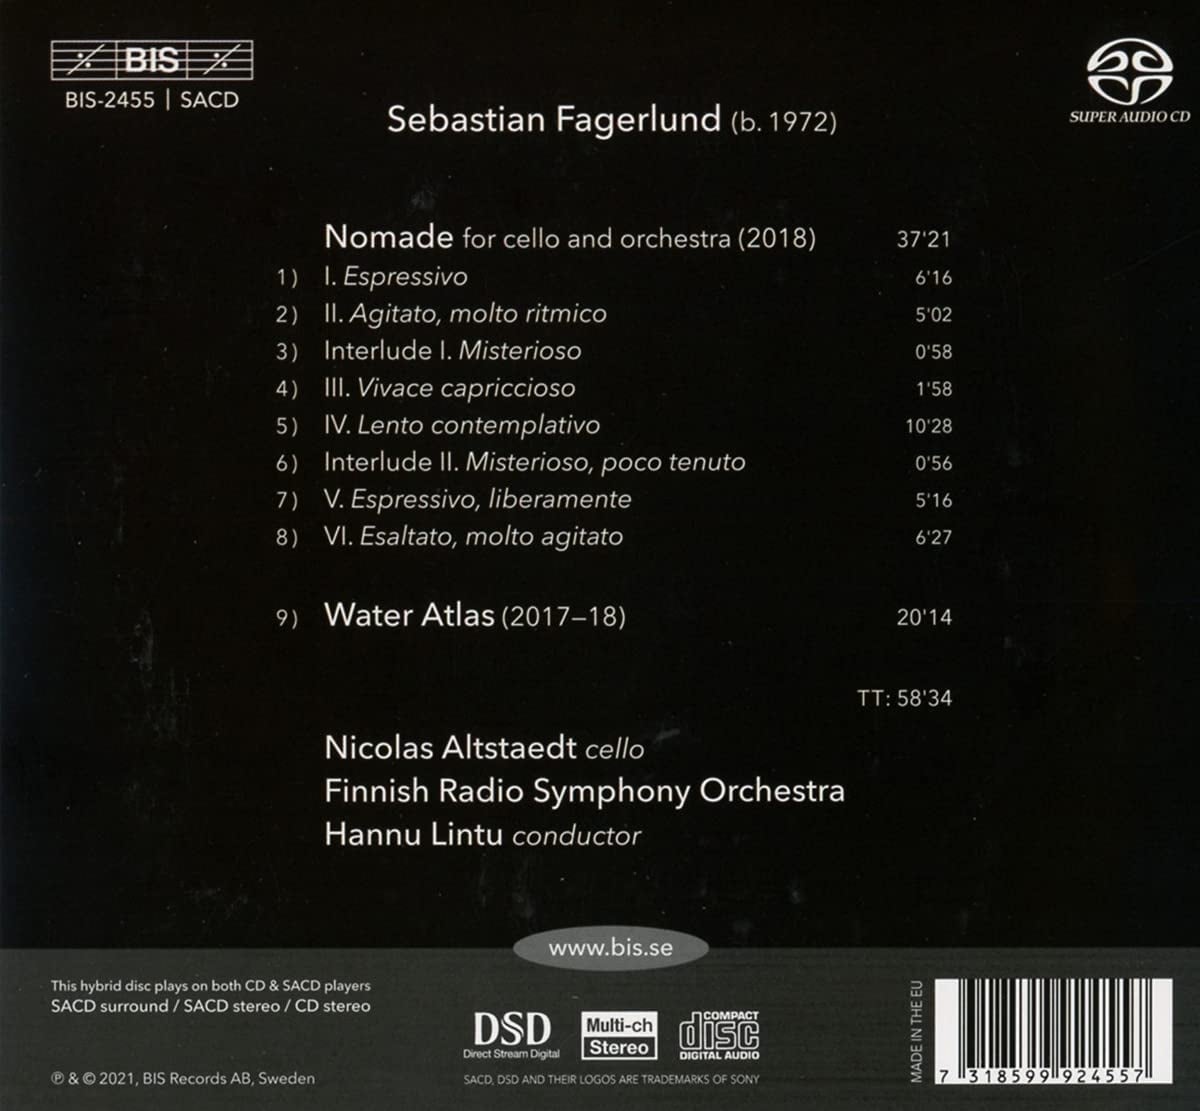 BIS
BIS-2455 | SACD
SUPER AUDIO CD
Sebastian Fagerlund (b. 1972)
Nomade for cello and orchestra (2018) 37'21
1) I. Espressivo 6'16
2) II. Agitato, molto ritmico 5'02
3) Interlude I. Misterioso 0'58
4) III. Vivace capriccioso 1'58
5) IV. Lento contemplativo 10'28
6) Interlude II. Misterioso, poco tenuto 0'56
7) V. Espressivo, liberamente 5'16
8) VI. Esaltato, molto agitato 6'27
9) Water Atlas (2017–18) 20'14
TT: 58'34
Nicolas Altstaedt cello
Finnish Radio Symphony Orchestra
Hannu Lintu conductor
www.bis.se
This hybrid disc plays on both CD & SACD players
SACD surround / SACD stereo / CD stereo
℗ & © 2021, BIS Records AB, Sweden
DSD
Direct Stream Digital
Multi-ch
Stereo
COMPACT
disc
DIGITAL AUDIO
SACD, DSD AND THEIR LOGOS ARE TRADEMARKS OF SONY
MADE IN THE EU
7 318599 924557